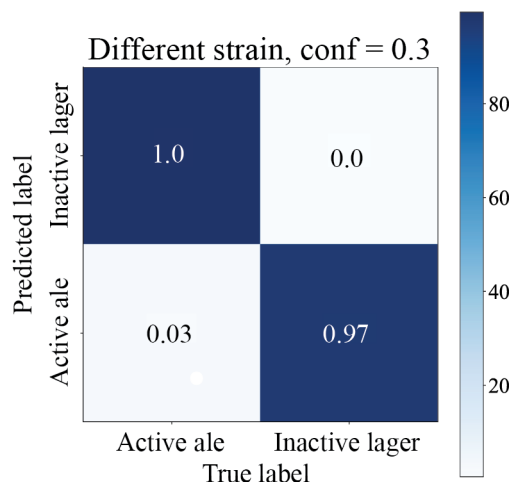 Different strain, conf = 0.3
Predicted label
Inactive lager
Active ale
1.0
0.0
0.03
0.97
Active ale
Inactive lager
True label
80
60
40
20